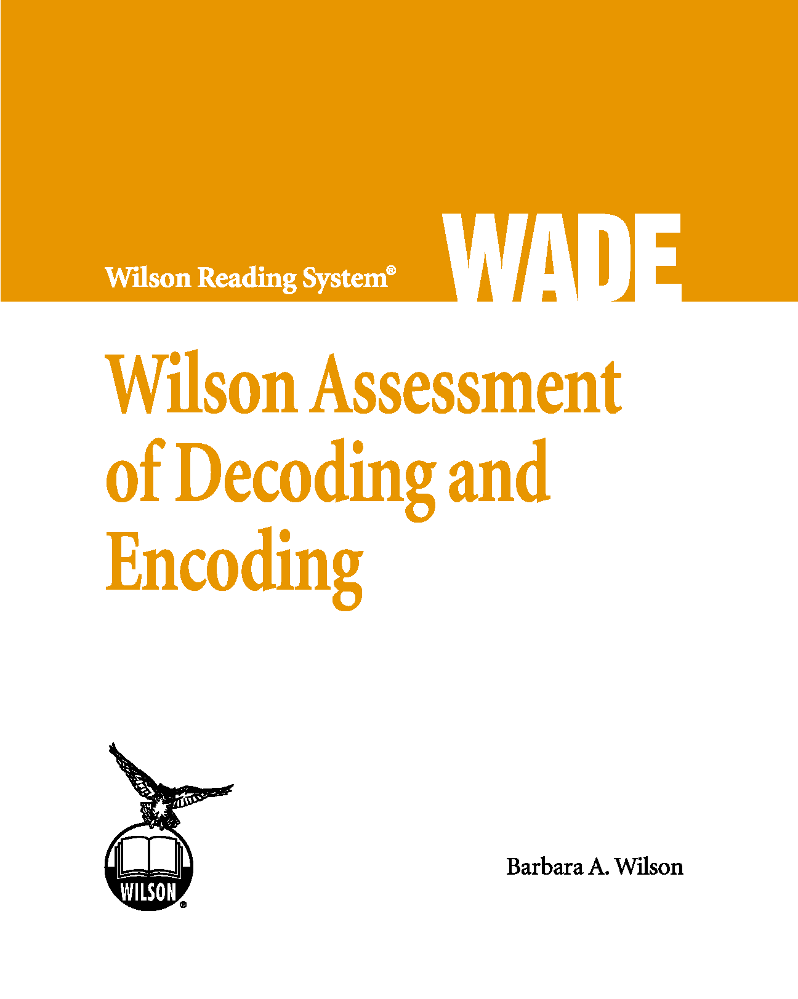 WADE
Wilson Reading System®
Wilson Assessment
of Decoding and
Encoding
Barbara A. Wilson
WILSON
®